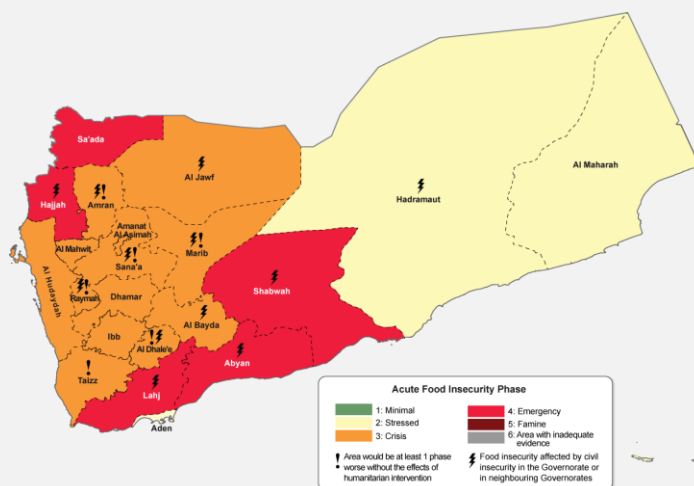 Sa'ada
Al Jawf
Hajjah
Amran
Al Maharah
Hadramaut
Amanat
Al Asimah
Al Mahwit
Sana'a
Marib
Al Hudaydah
Raymah
Dhamar
Shabwah
Al Bayda
Ibb
Al Dhale'e
Abyan
Taizz
Lahj
Aden
Acute Food Insecurity Phase
1: Minimal
2: Stressed
3: Crisis
4: Emergency
5: Famine
6: Area with inadequate
evidence
Area would be at least 1 phase
worse without the effects of
humanitarian intervention
Food insecurity affected by civil
insecurity in the Governorate or
in neighbouring Governorates